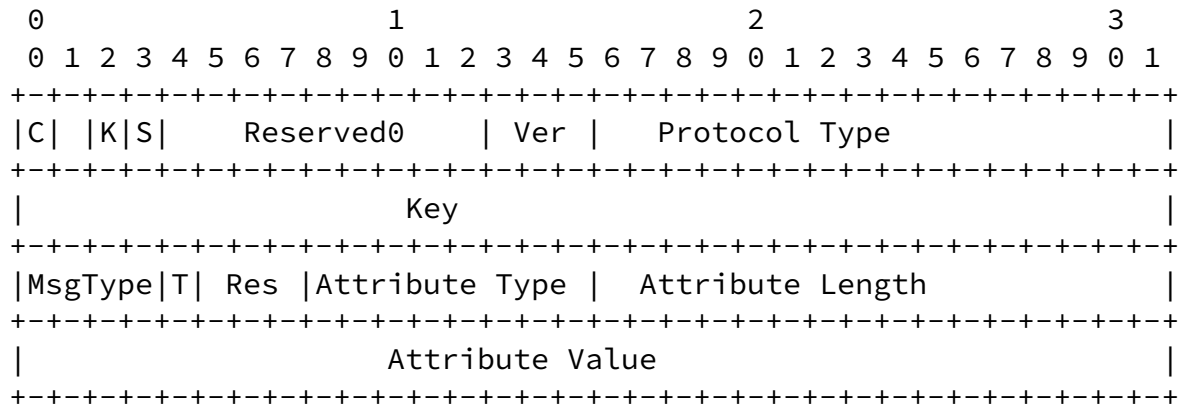 0                   1                   2                   3
 0 1 2 3 4 5 6 7 8 9 0 1 2 3 4 5 6 7 8 9 0 1 2 3 4 5 6 7 8 9 0 1
+-+-+-+-+-+-+-+-+-+-+-+-+-+-+-+-+-+-+-+-+-+-+-+-+-+-+-+-+-+-+-+-+
|C| |K|S|    Reserved0    | Ver |   Protocol Type               |
+-+-+-+-+-+-+-+-+-+-+-+-+-+-+-+-+-+-+-+-+-+-+-+-+-+-+-+-+-+-+-+-+
|                     Key                                       |
+-+-+-+-+-+-+-+-+-+-+-+-+-+-+-+-+-+-+-+-+-+-+-+-+-+-+-+-+-+-+-+-+
|MsgType|T| Res |Attribute Type |  Attribute Length             |
+-+-+-+-+-+-+-+-+-+-+-+-+-+-+-+-+-+-+-+-+-+-+-+-+-+-+-+-+-+-+-+-+
|                    Attribute Value                            |
+-+-+-+-+-+-+-+-+-+-+-+-+-+-+-+-+-+-+-+-+-+-+-+-+-+-+-+-+-+-+-+-+